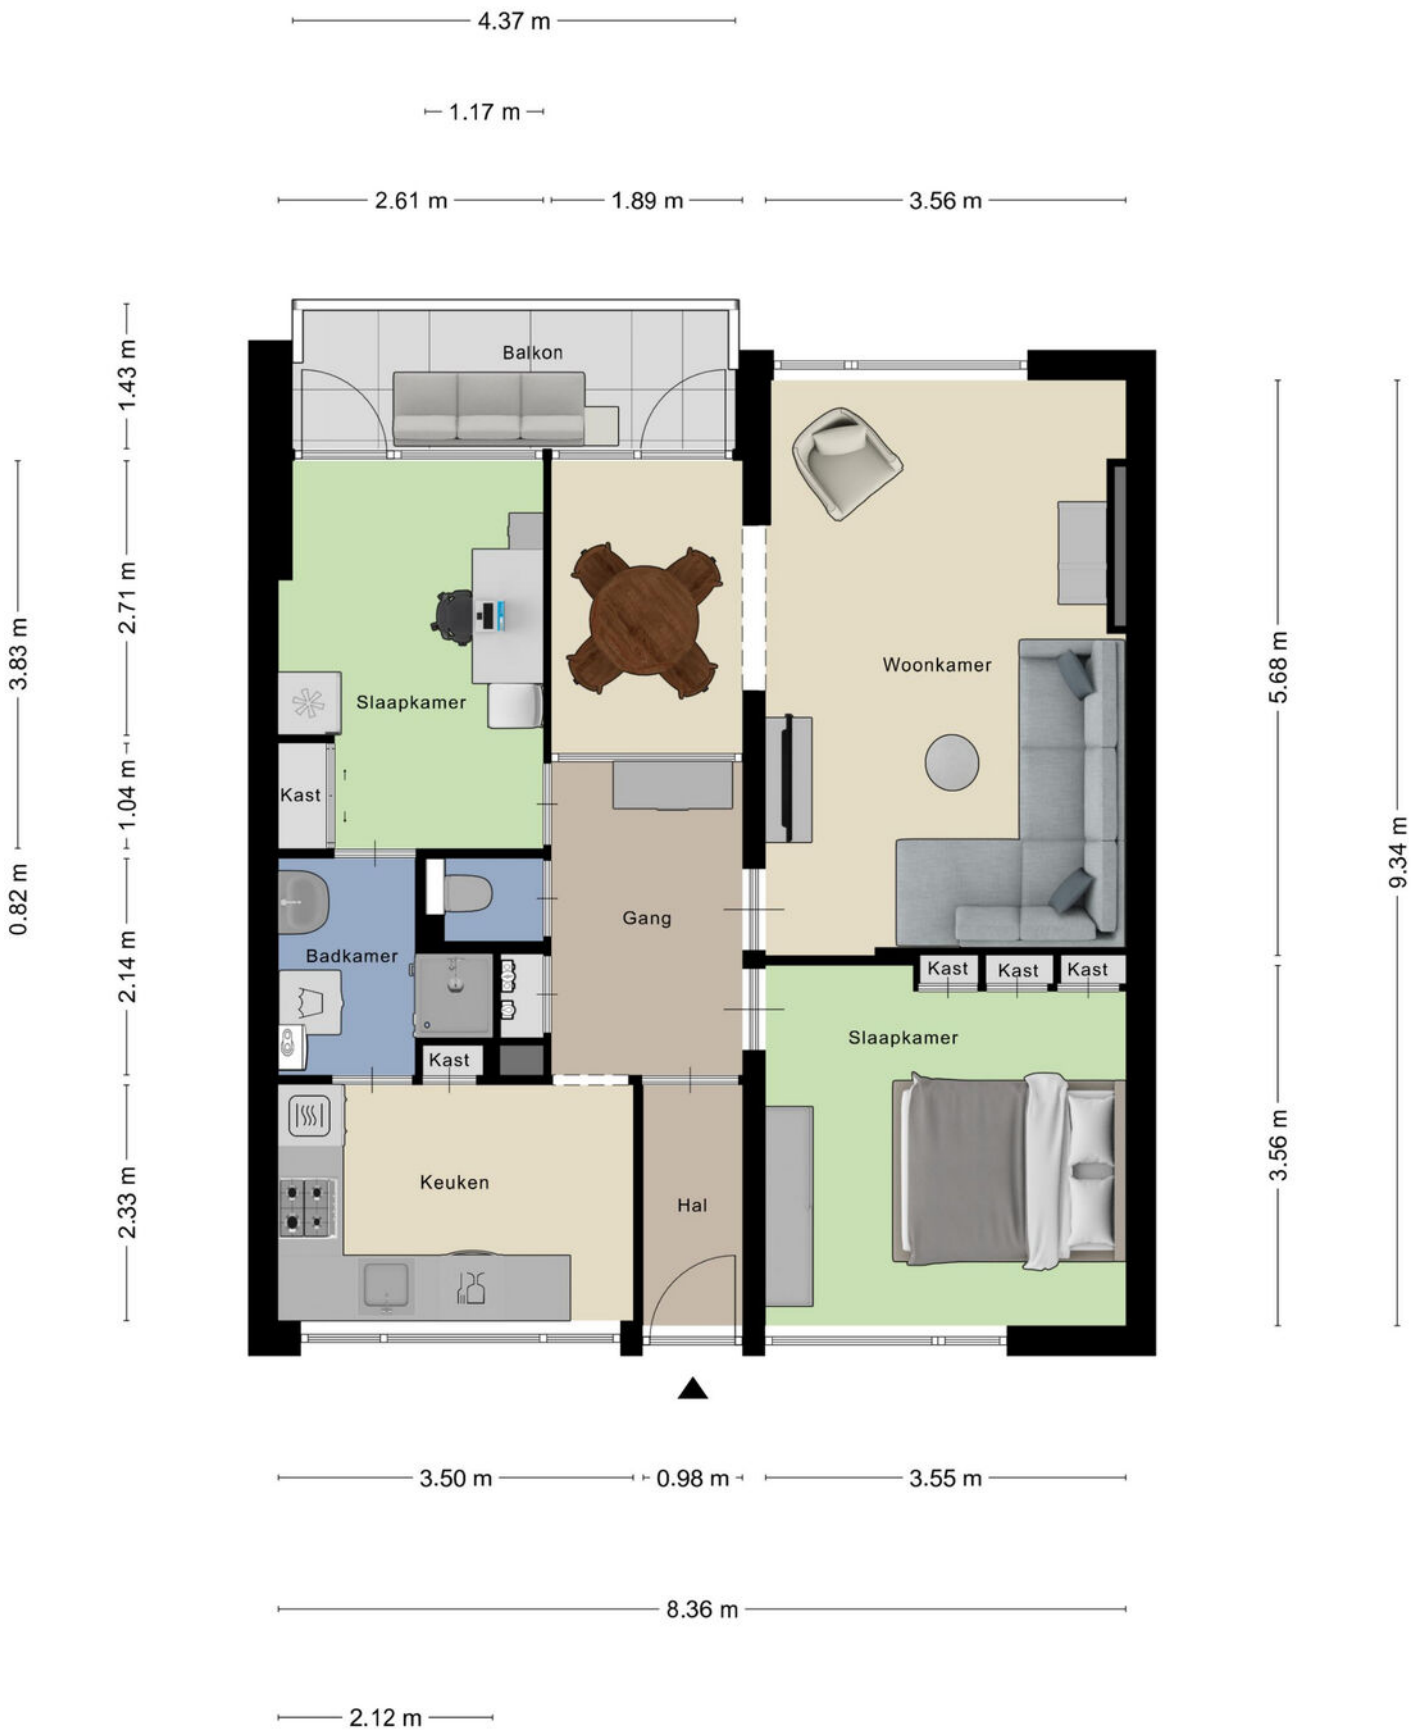 4.37 m
1.17 m
2.61 m
1.89 m
3.56 m
Balkon
1.43 m
2.71 m
3.83 m
5.68 m
Woonkamer
Slaapkamer
Kast
1.04 m
9.34 m
0.82 m
Gang
Badkamer
2.14 m
Kast
Kast
Kast
Slaapkamer
Kast
3.56 m
Keuken
2.33 m
Hal
3.50 m
0.98 m
3.55 m
8.36 m
2.12 m